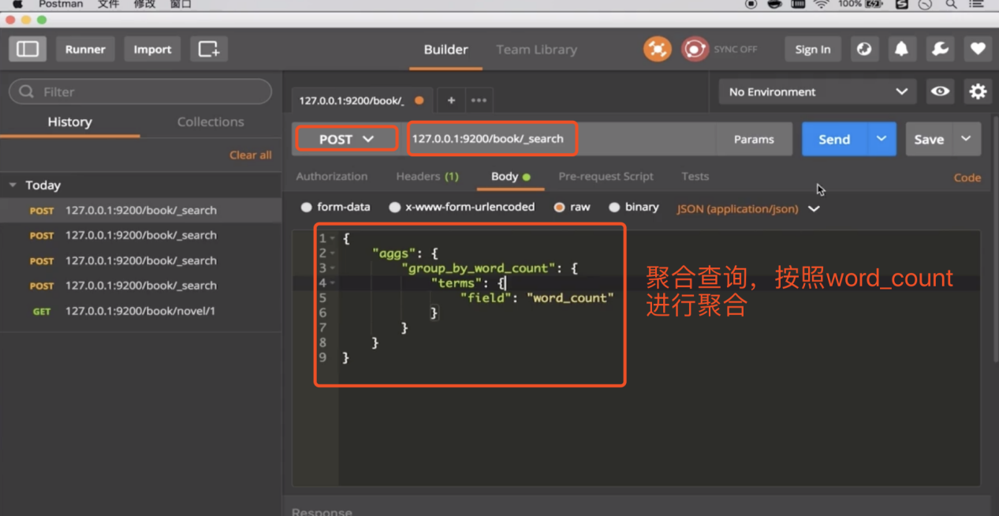 Postman 文件 修改 窗口 100%
Runner Import Builder Team Library SYNC OFF Sign In
Filter
No Environment
127.0.0.1:9200/book/_
+ •••
History Collections
POST 127.0.0.1:9200/book/_search Params Send Save
Clear all
Authorization Headers (1) Body Pre-request Script Tests Code
Today
form-data x-www-form-urlencoded raw binary JSON (application/json)
POST 127.0.0.1:9200/book/_search
POST 127.0.0.1:9200/book/_search
POST 127.0.0.1:9200/book/_search
POST 127.0.0.1:9200/book/_search
GET 127.0.0.1:9200/book/novel/1
1 {
2 "aggs": {
3 "group_by_word_count": {
4 "terms": {
5 "field": "word_count"
6 }
7 }
8 }
9 }
聚合查询，按照word_count
进行聚合
Response